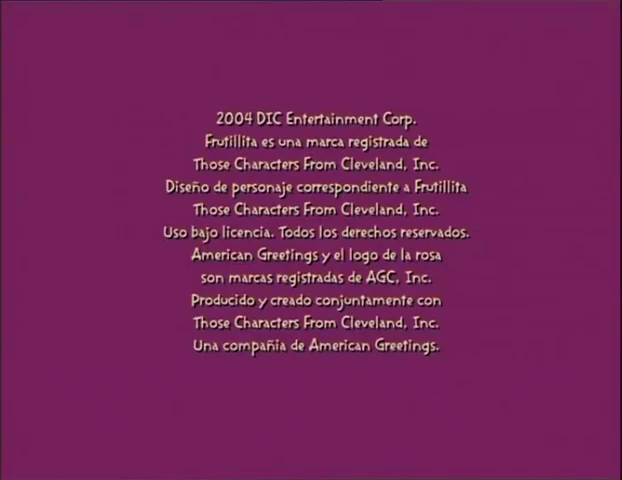 2004 DIC Entertainment Corp.
Frutillita es una marca registrada de
Those Characters From Cleveland, Inc.
Diseño de personaje correspondiente a Frutillita
Those Characters From Cleveland, Inc.
Uso bajo licencia. Todos los derechos reservados.
American Greetings y el logo de la rosa
son marcas registradas de AGC, Inc.
Producido y creado conjuntamente con
Those Characters From Cleveland, Inc.
Una compañia de American Greetings.